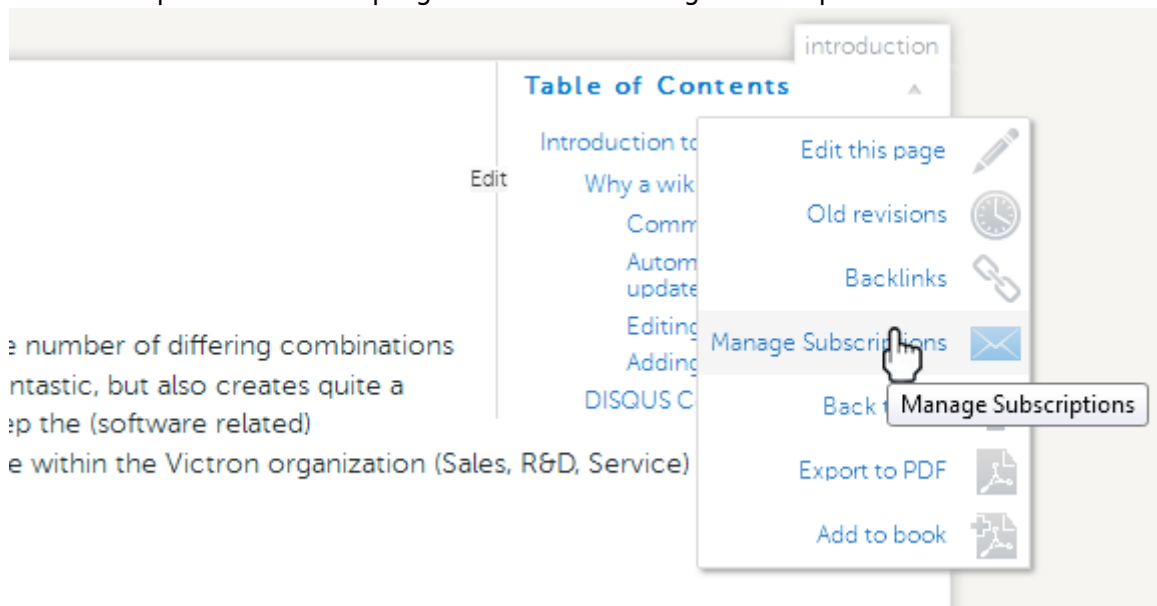 introduction
Table of Contents
Introduction to
Edit
Why a wik
Comm
Autom
update
Editing
Adding
DISQUS C
Edit this page
Old revisions
Backlinks
Manage Subscriptions
Back
Manage Subscriptions
Export to PDF
Add to book
e number of differing combinations
ntastic, but also creates quite a
ep the (software related)
e within the Victron organization (Sales, R&D, Service)